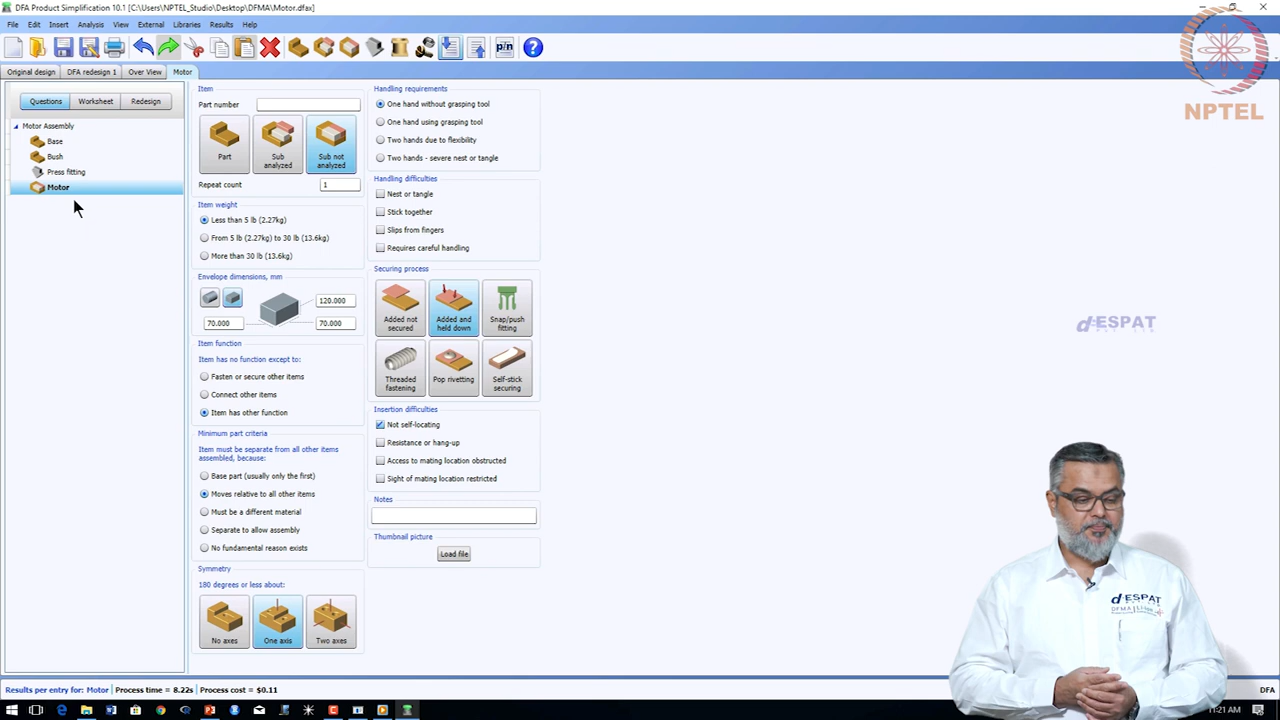 DFA Product Simplification 10.1 [C:\Users\NPTEL_Studio\Desktop\DFMA\Motor.dfax]
File Edit Insert Analysis View External Libraries Results Help
Original design DFA redesign 1 Over View Motor
Questions Worksheet Redesign
Motor Assembly
Base
Bush
Press fitting
Motor
Item
Part number
Part
Sub analyzed
Sub not analyzed
Repeat count 1
Item weight
Less than 5 lb (2.27kg)
From 5 lb (2.27kg) to 30 lb (13.6kg)
More than 30 lb (13.6kg)
Envelope dimensions, mm
120.000
70.000 70.000
Item function
Item has no function except to:
Fasten or secure other items
Connect other items
Item has other function
Minimum part criteria
Item must be separate from all other items
assembled, because:
Base part (usually only the first)
Moves relative to all other items
Must be a different material
Separate to allow assembly
No fundamental reason exists
Symmetry
180 degrees or less about:
No axes One axis Two axes
Handling requirements
One hand without grasping tool
One hand using grasping tool
Two hands due to flexibility
Two hands - severe nest or tangle
Handling difficulties
Nest or tangle
Stick together
Slips from fingers
Requires careful handling
Securing process
Added not secured
Added and held down
Snap/push fitting
Threaded fastening
Pop rivetting
Self-stick securing
Insertion difficulties
Not self-locating
Resistance or hang-up
Access to mating location obstructed
Sight of mating location restricted
Notes
Thumbnail picture
Load file
NPTEL
d-ESPAT
d-ESPAT
DFMA
Results per entry for: Motor Process time = 8.22s Process cost = $0.11
DFA
11:21 AM